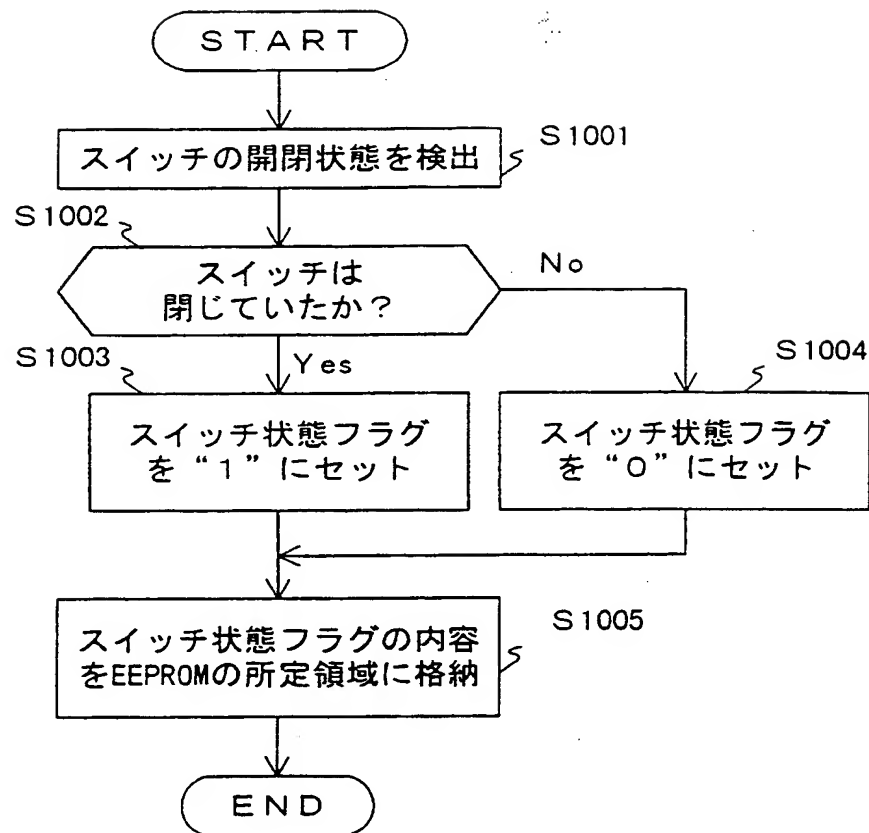 START
スイッチの開閉状態を検出
S1001
S1002
スイッチは
閉じていたか？
No
Yes
S1003
スイッチ状態フラグ
を“1”にセット
S1004
スイッチ状態フラグ
を“0”にセット
スイッチ状態フラグの内容
をEEPROMの所定領域に格納
S1005
END